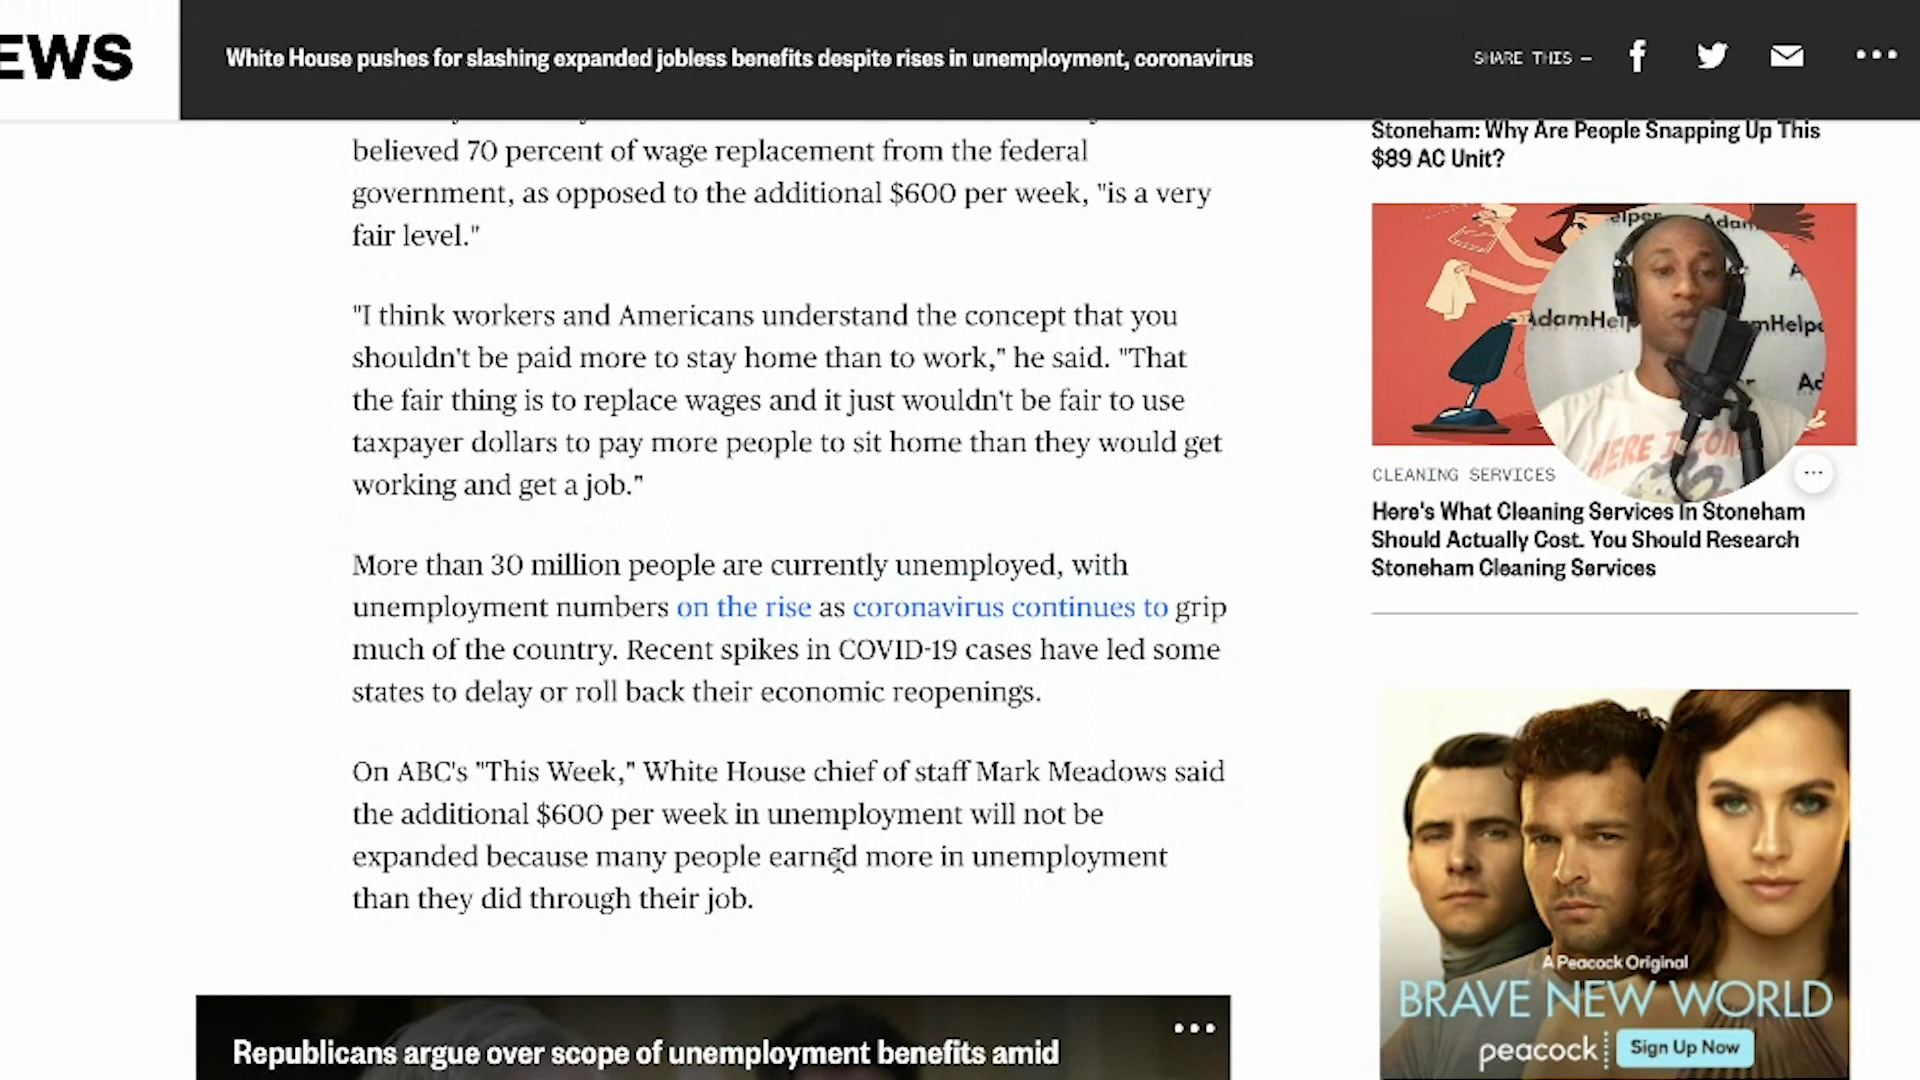 EWS
White House pushes for slashing expanded jobless benefits despite rises in unemployment, coronavirus
SHARE THIS —
believed 70 percent of wage replacement from the federal
government, as opposed to the additional $600 per week, "is a very
fair level."
"I think workers and Americans understand the concept that you
shouldn't be paid more to stay home than to work," he said. "That
the fair thing is to replace wages and it just wouldn't be fair to use
taxpayer dollars to pay more people to sit home than they would get
working and get a job."
More than 30 million people are currently unemployed, with
unemployment numbers on the rise as coronavirus continues to grip
much of the country. Recent spikes in COVID-19 cases have led some
states to delay or roll back their economic reopenings.
On ABC's "This Week," White House chief of staff Mark Meadows said
the additional $600 per week in unemployment will not be
expanded because many people earned more in unemployment
than they did through their job.
Republicans argue over scope of unemployment benefits amid
Stoneham: Why Are People Snapping Up This
$89 AC Unit?
elper
Adam
AdamHelp
mHelpe
Ad
HERE I COM
CLEANING SERVICES
Here's What Cleaning Services In Stoneham
Should Actually Cost. You Should Research
Stoneham Cleaning Services
A Peacock Original
BRAVE NEW WORLD
peacock
Sign Up Now